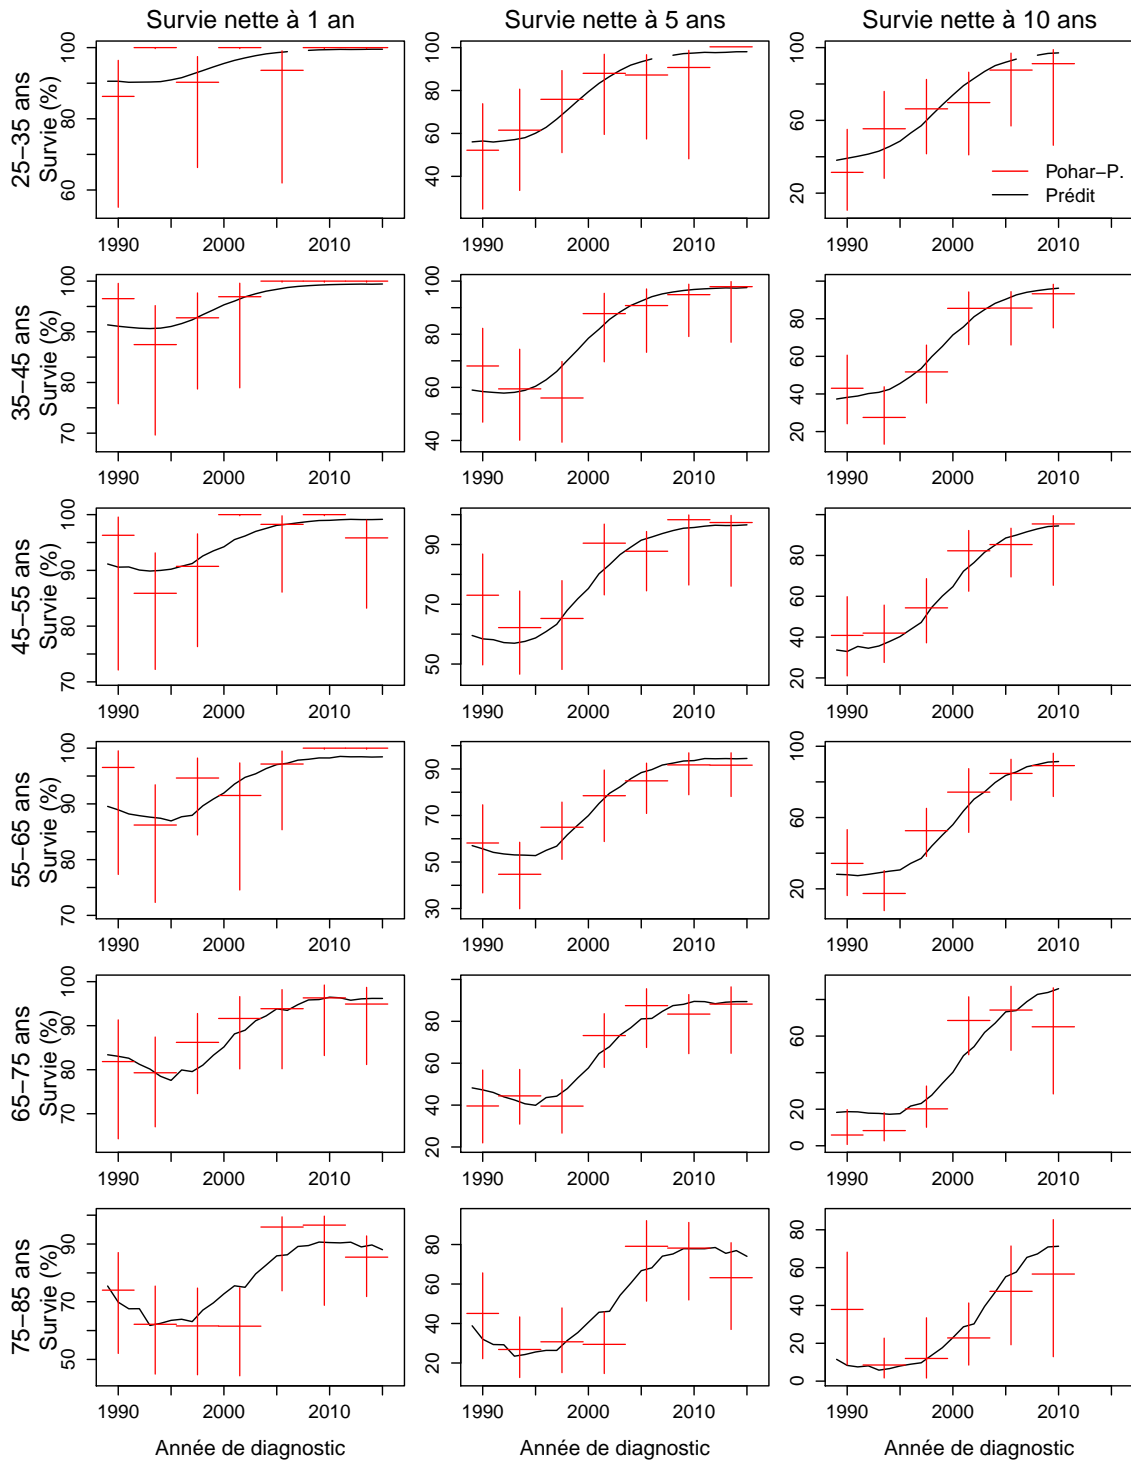 Survie nette à 1 an
Survie nette à 5 ans
Survie nette à 10 ans
25−35 ans
Survie (%)
60 80 100
1990 2000 2010
40 60 80 100
1990 2000 2010
20 60 100
1990 2000 2010
Pohar−P.
Prédit
35−45 ans
Survie (%)
70 80 90 100
1990 2000 2010
40 60 80 100
1990 2000 2010
20 40 60 80
1990 2000 2010
45−55 ans
Survie (%)
70 80 90 100
1990 2000 2010
50 70 90
1990 2000 2010
20 40 60 80
1990 2000 2010
55−65 ans
Survie (%)
70 80 90 100
1990 2000 2010
30 50 70 90
1990 2000 2010
20 60 100
1990 2000 2010
65−75 ans
Survie (%)
70 80 90 100
1990 2000 2010
20 40 60 80
1990 2000 2010
0 20 60
1990 2000 2010
75−85 ans
Survie (%)
50 70 90
1990 2000 2010
20 40 60 80
1990 2000 2010
0 20 40 60 80
1990 2000 2010
Année de diagnostic
Année de diagnostic
Année de diagnostic